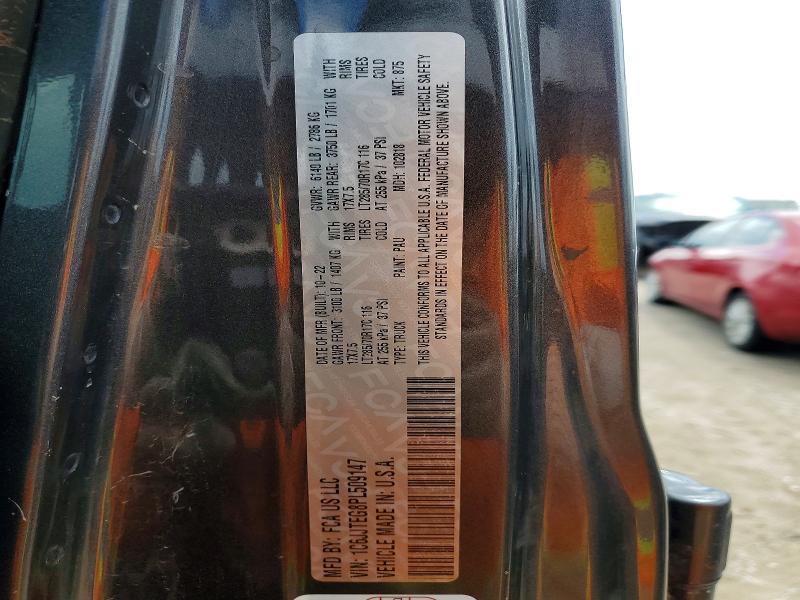 MFD BY: FCA US LLC
DATE OF MFR (BUILT): 10-22 GVWR: 6140 LB / 2786 KG
GAWR FRONT: 3100 LB / 1407 KG WITH GAWR REAR: 3750 LB / 1701 KG WITH
17X7.5 RIMS 17X7.5 RIMS
LT285/70R17C 116 TIRES LT285/70R17C 116 TIRES
AT 255 kPa / 37 PSI COLD AT 255 kPa / 37 PSI COLD
VIN: 1C6JJTEG8PL509147 TYPE: TRUCK PAINT: PAU MDH: 102818 MKT: 875
VEHICLE MADE IN: U.S.A.
THIS VEHICLE CONFORMS TO ALL APPLICABLE U.S.A. FEDERAL MOTOR VEHICLE SAFETY
STANDARDS IN EFFECT ON THE DATE OF MANUFACTURE SHOWN ABOVE.